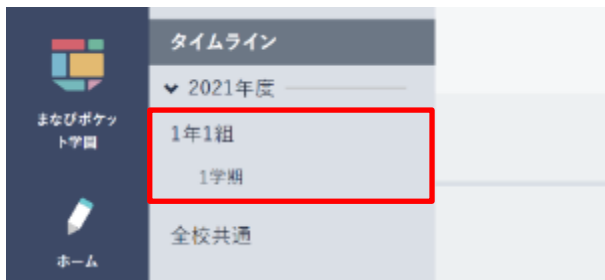 まなびポケッ
ト学園
ホーム
タイムライン
2021年度
1年1組
1学期
全校共通